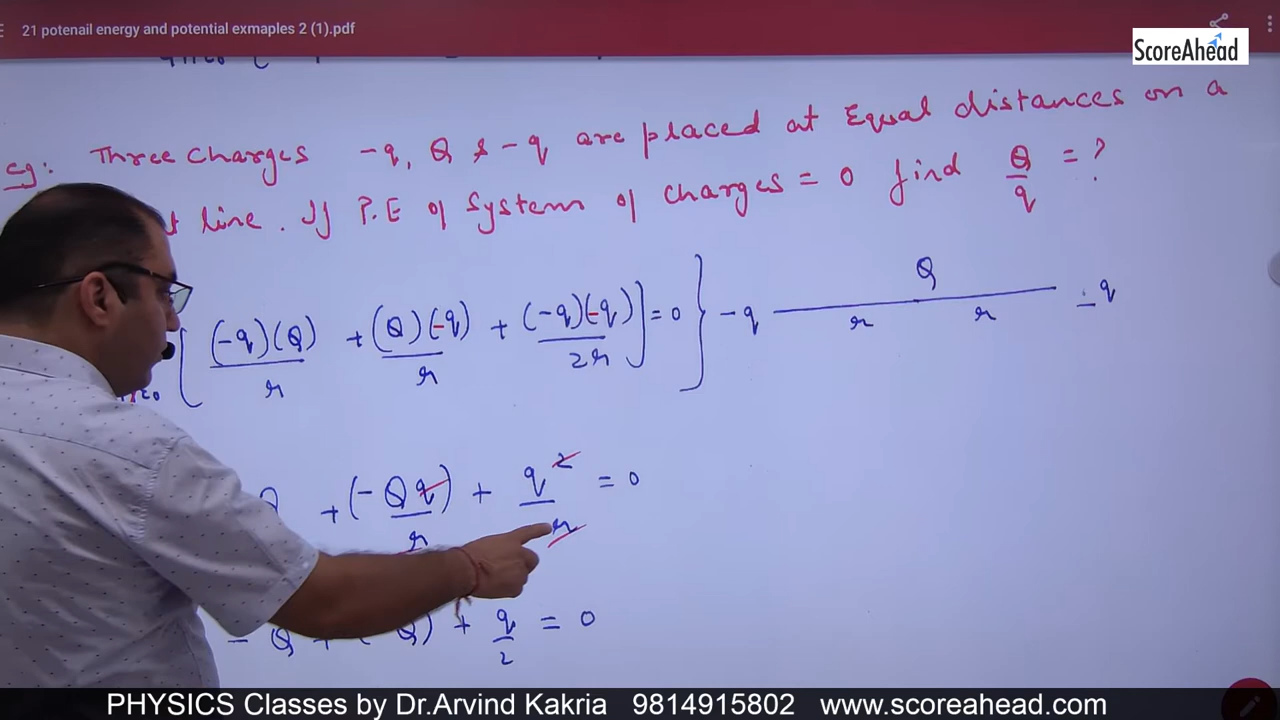 21 potenail energy and potential exmaples 2 (1).pdf
ScoreAhead
eg: Three charges -q, Q & -q are placed at Equal distances on a
line. If P.E of System of charges = 0 find Q/q = ?
[ (-q)(Q)/r + (Q)(-q)/r + (-q)(-q)/2r ] = 0 } -q Q r r -q
Q + (-Qq)/r + q²/ r = 0
- Q + ( Q) + q/2 = 0
PHYSICS Classes by Dr.Arvind Kakria 9814915802 www.scoreahead.com